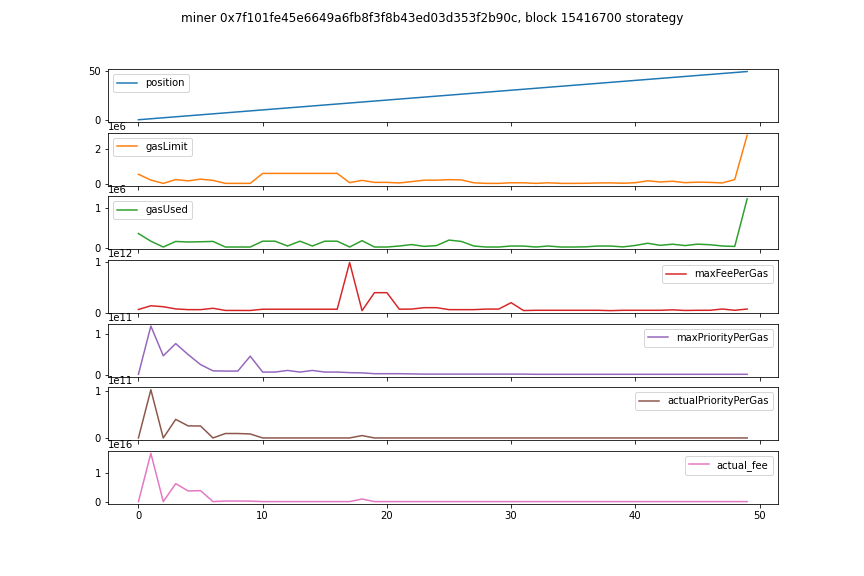 miner 0x7f101fe45e6649a6fb8f3f8b43ed03d353f2b90c, block 15416700 storategy
50
position
0
1e6
gasLimit
2
0
1e6
gasUsed
1
0
1e12
maxFeePerGas
1
0
1e11
maxPriorityPerGas
1
0
1e11
actualPriorityPerGas
1
0
1e16
actual_fee
1
0
0 10 20 30 40 50